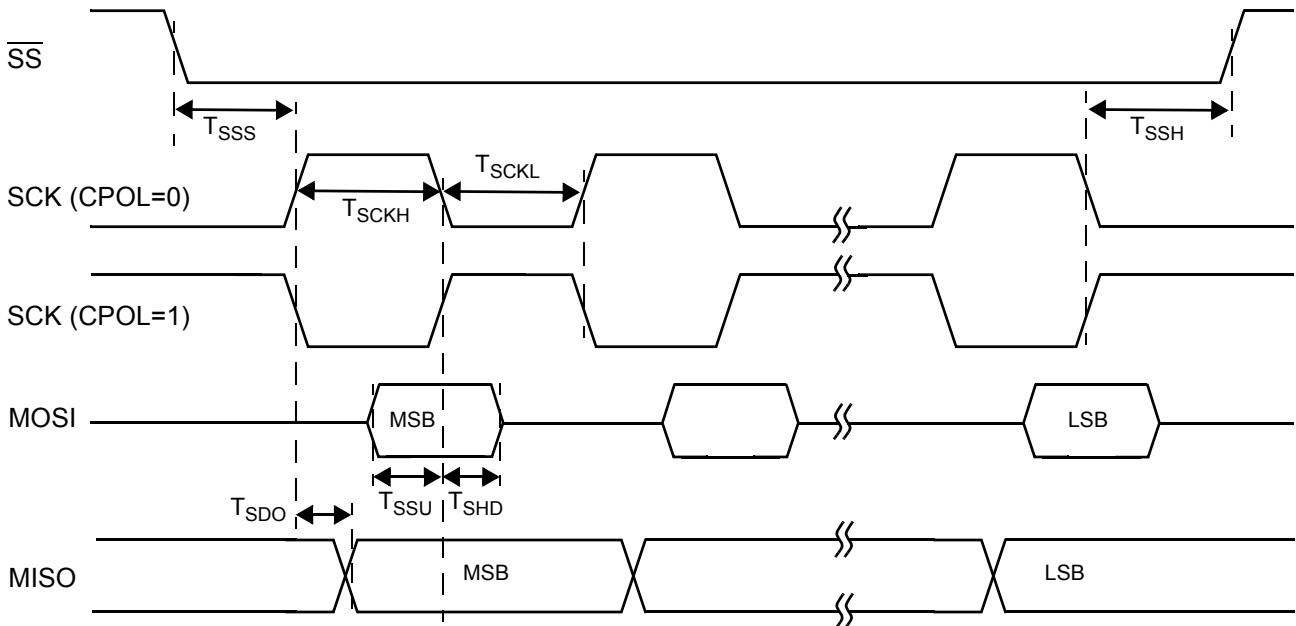 SS
T_SSS
T_SSH
SCK (CPOL=0)
T_SCKH
T_SCKL
SCK (CPOL=1)
MOSI
MSB
LSB
T_SSU
T_SHD
T_SDO
MISO
MSB
LSB